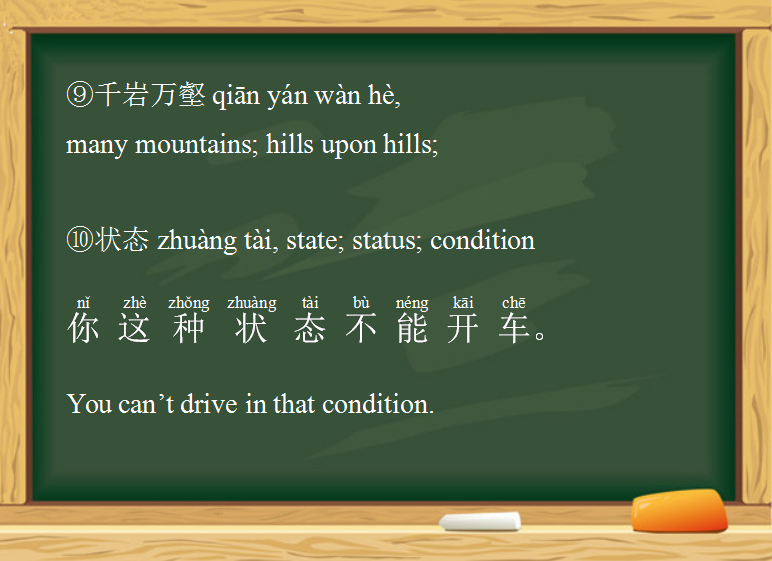 ⑨千岩万壑 qiān yán wàn hè,
many mountains; hills upon hills;
⑩状态 zhuàng tài, state; status; condition
nǐ zhè zhǒng zhuàng tài bù néng kāi chē
你 这 种 状 态 不 能 开 车。
You can’t drive in that condition.